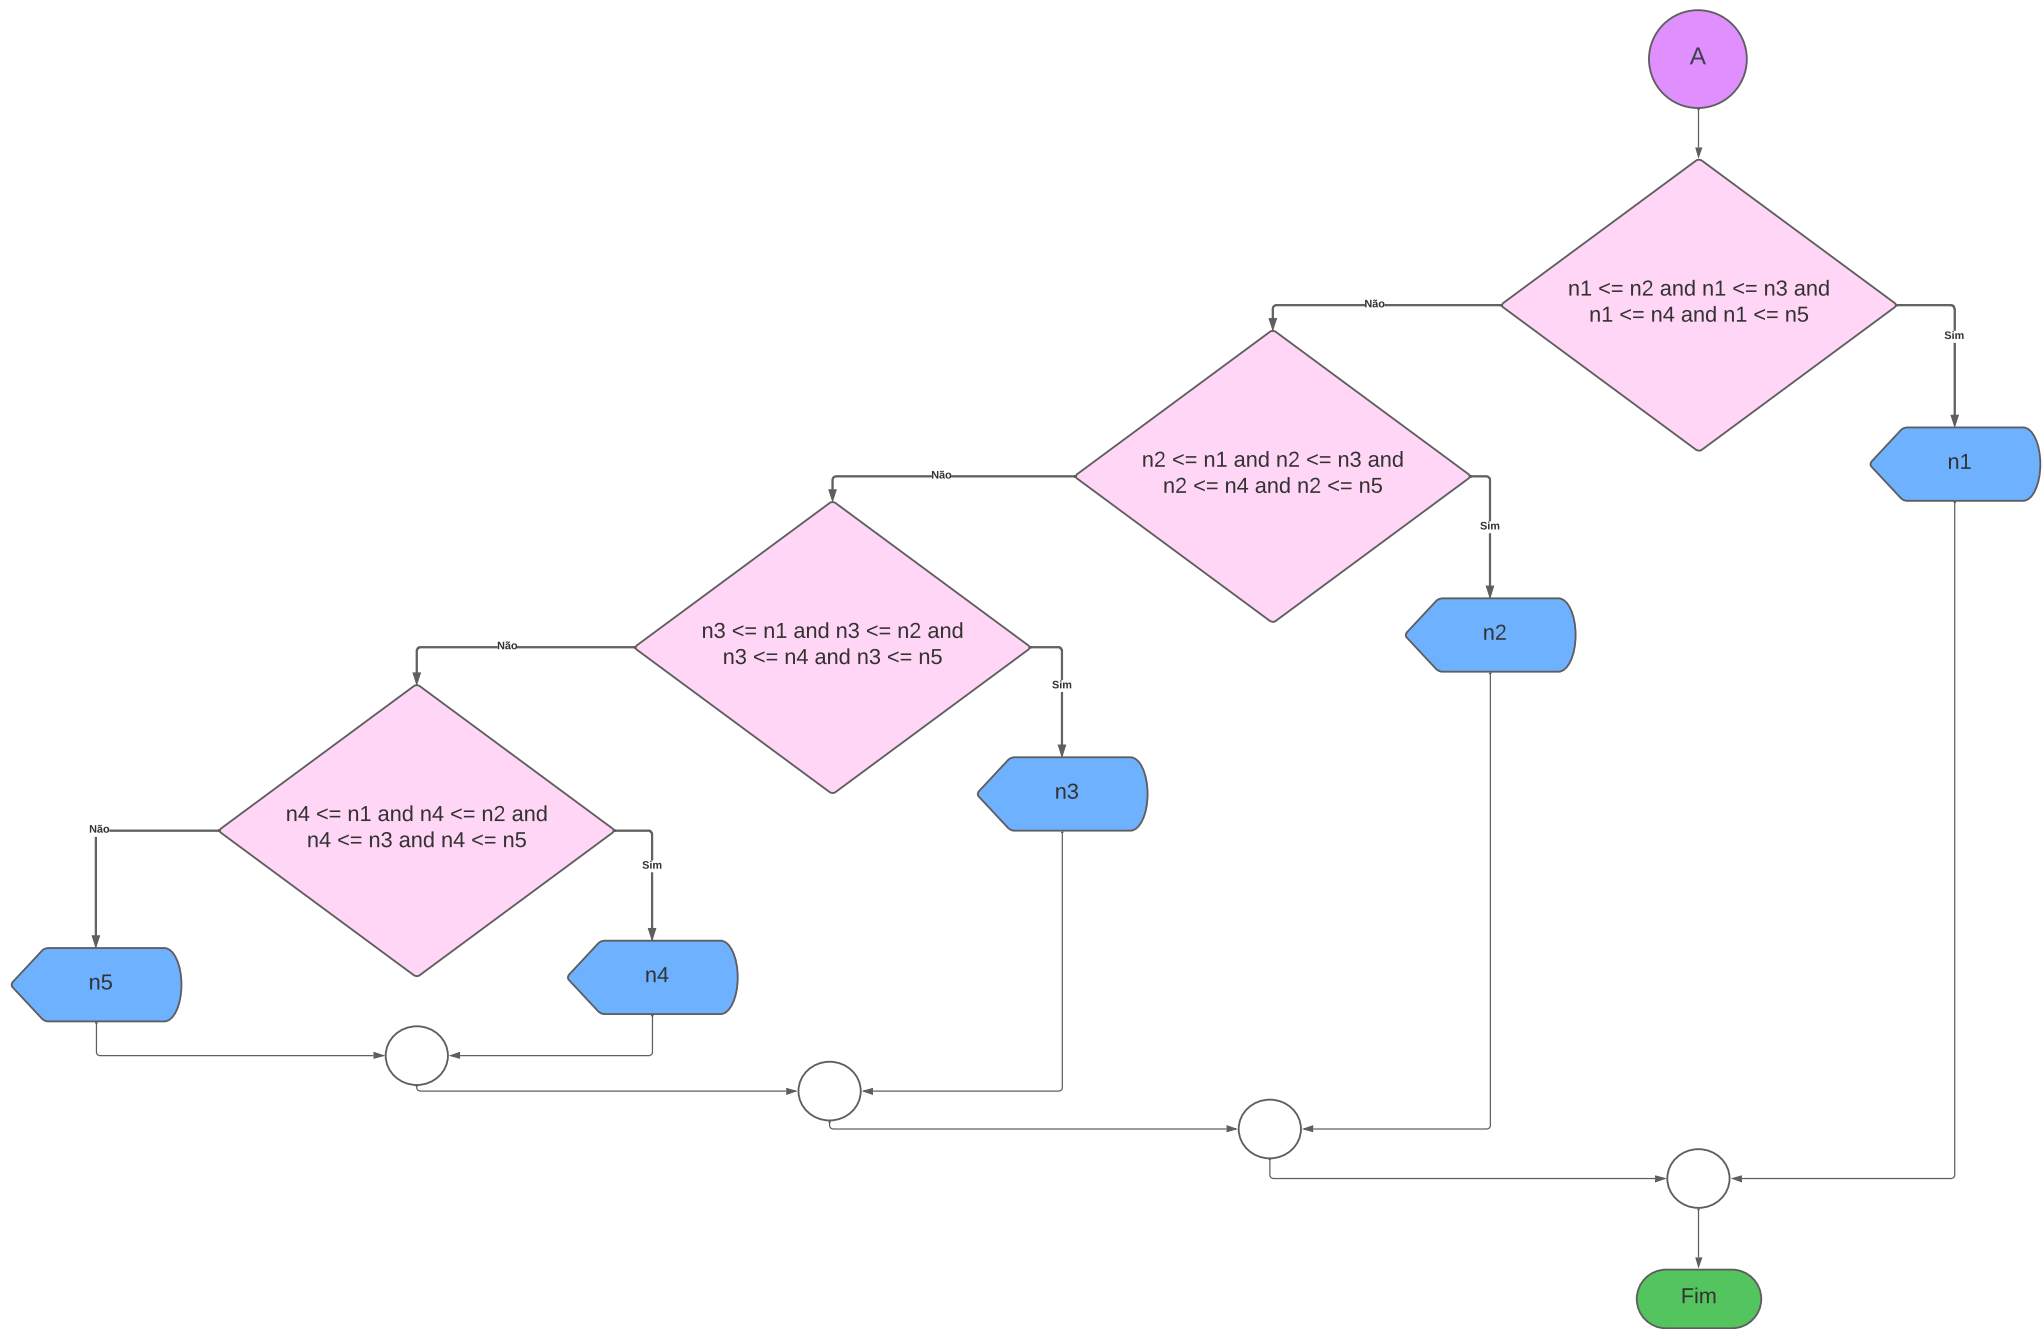 A
n1 <= n2 and n1 <= n3 and
n1 <= n4 and n1 <= n5
Não
Sim
n1
n2 <= n1 and n2 <= n3 and
n2 <= n4 and n2 <= n5
Não
Sim
n2
n3 <= n1 and n3 <= n2 and
n3 <= n4 and n3 <= n5
Não
Sim
n3
n4 <= n1 and n4 <= n2 and
n4 <= n3 and n4 <= n5
Não
Sim
n5
n4
Fim